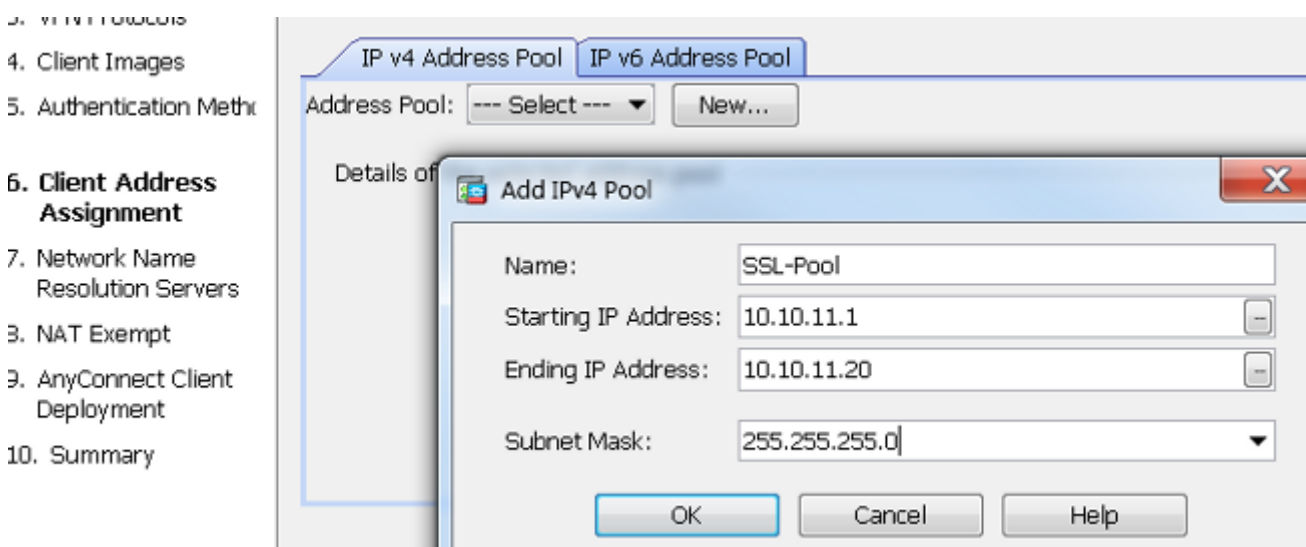 4. Client Images
5. Authentication Meth
6. Client Address
Assignment
7. Network Name
Resolution Servers
8. NAT Exempt
9. AnyConnect Client
Deployment
10. Summary
IP v4 Address Pool
IP v6 Address Pool
Address Pool: --- Select --- New...
Details of
Add IPv4 Pool
Name: SSL-Pool
Starting IP Address: 10.10.11.1
Ending IP Address: 10.10.11.20
Subnet Mask: 255.255.255.0
OK
Cancel
Help